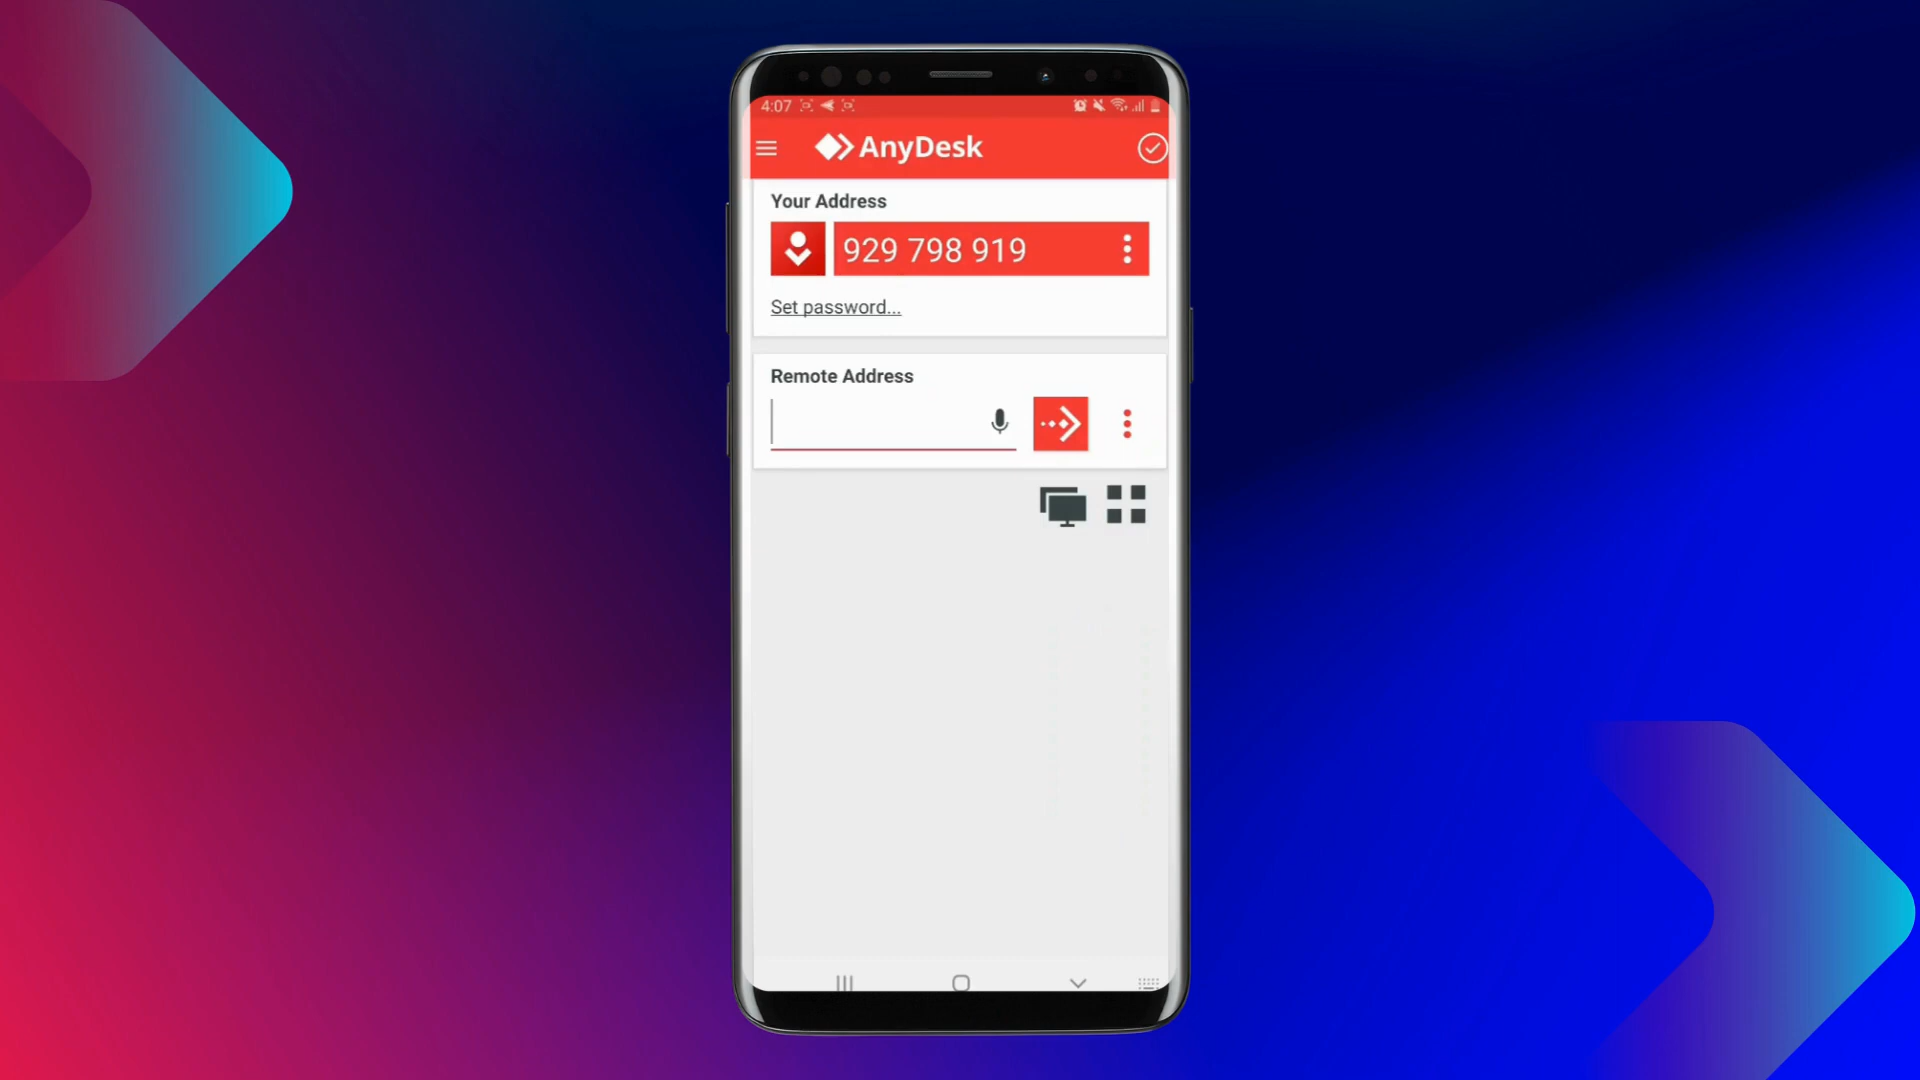 4:07
AnyDesk
Your Address
929 798 919
Set password...
Remote Address